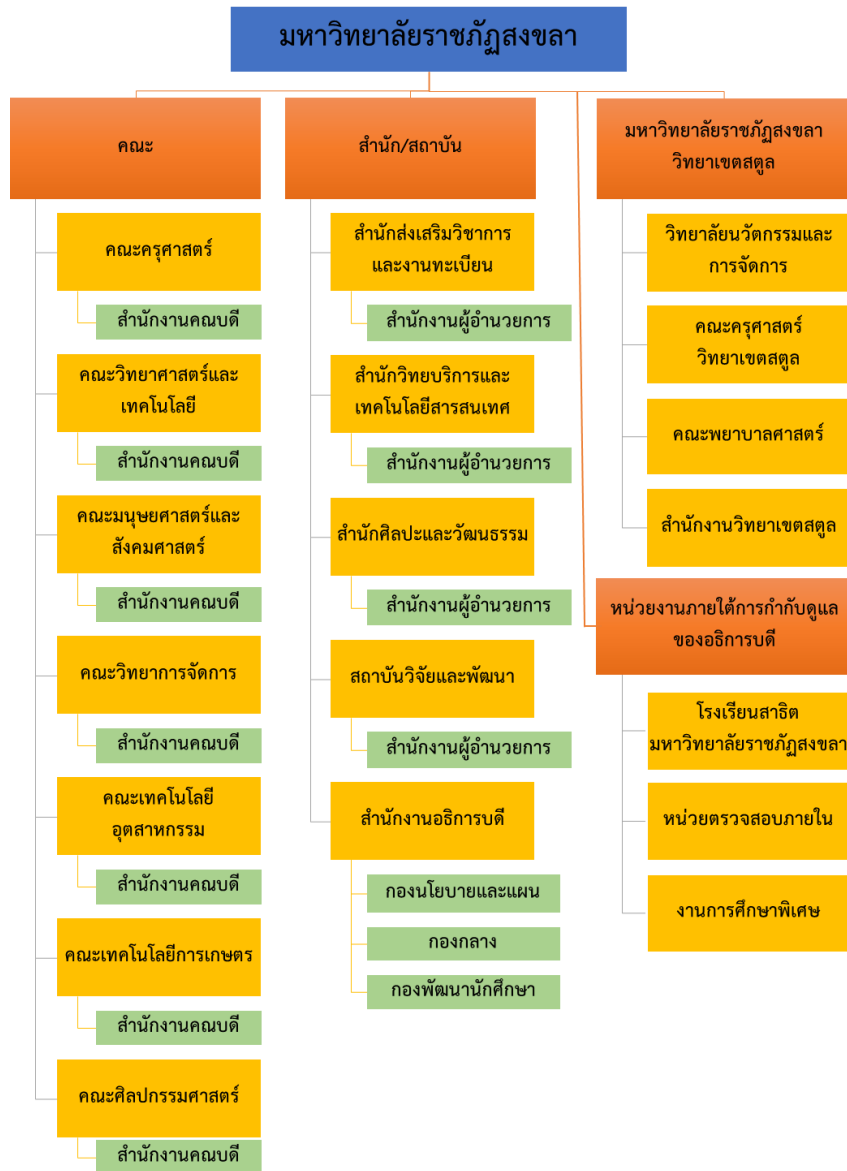 มหาวิทยาลัยราชภัฏสงขลา
คณะ
คณะครุศาสตร์
สำนักงานคณบดี
คณะวิทยาศาสตร์และ
เทคโนโลยี
สำนักงานคณบดี
คณะมนุษยศาสตร์และ
สังคมศาสตร์
สำนักงานคณบดี
คณะวิทยาการจัดการ
สำนักงานคณบดี
คณะเทคโนโลยี
อุตสาหกรรม
สำนักงานคณบดี
คณะเทคโนโลยีการเกษตร
สำนักงานคณบดี
คณะศิลปกรรมศาสตร์
สำนักงานคณบดี
สำนัก/สถาบัน
สำนักส่งเสริมวิชาการ
และงานทะเบียน
สำนักงานผู้อำนวยการ
สำนักวิทยบริการและ
เทคโนโลยีสารสนเทศ
สำนักงานผู้อำนวยการ
สำนักศิลปะและวัฒนธรรม
สำนักงานผู้อำนวยการ
สถาบันวิจัยและพัฒนา
สำนักงานผู้อำนวยการ
สำนักงานอธิการบดี
กองนโยบายและแผน
กองกลาง
กองพัฒนานักศึกษา
มหาวิทยาลัยราชภัฏสงขลา
วิทยาเขตสตูล
วิทยาลัยนวัตกรรมและ
การจัดการ
คณะครุศาสตร์
วิทยาเขตสตูล
คณะพยาบาลศาสตร์
สำนักงานวิทยาเขตสตูล
หน่วยงานภายใต้การกำกับดูแล
ของอธิการบดี
โรงเรียนสาธิต
มหาวิทยาลัยราชภัฏสงขลา
หน่วยตรวจสอบภายใน
งานการศึกษาพิเศษ